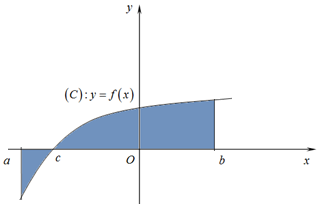 y
(C): y = f(x)
a c O b x